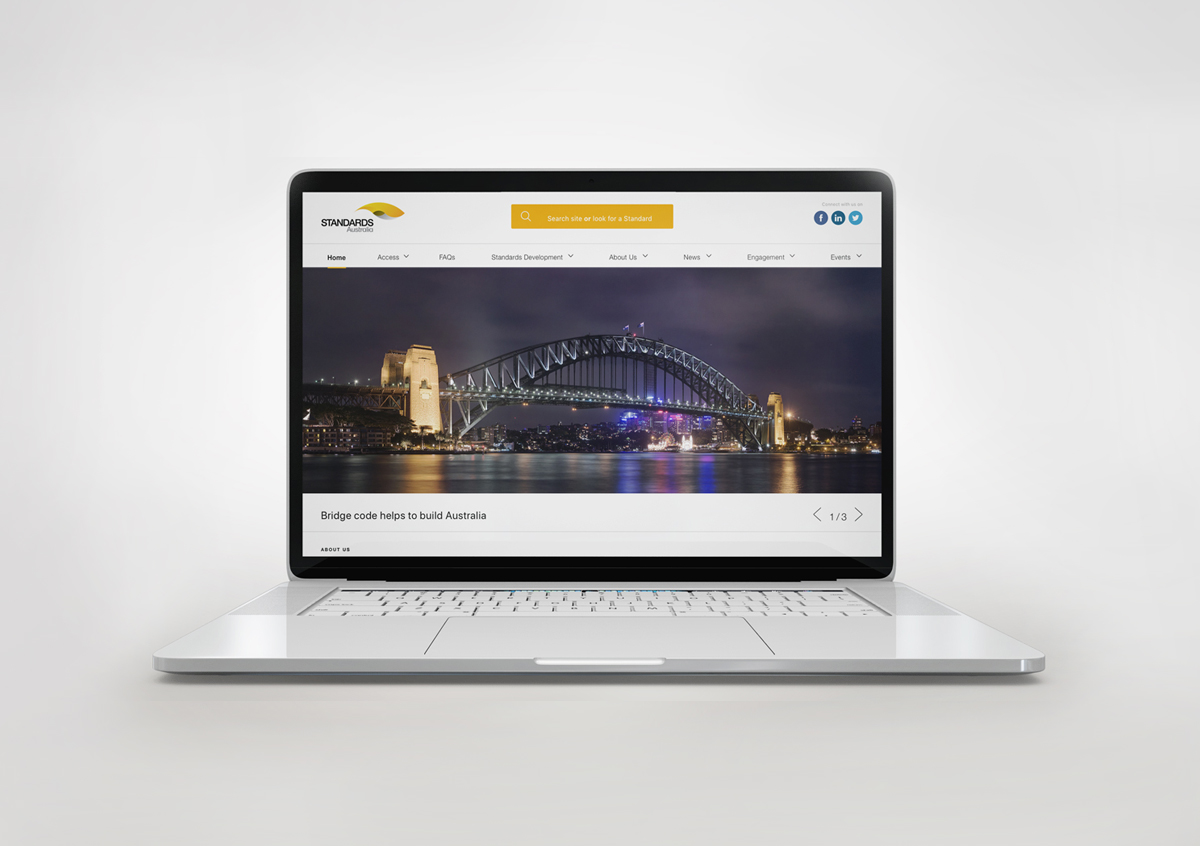 STANDARDS
Australia
Search site or look for a Standard
Connect with us on
Home Access FAQs Standards Development About Us News Engagement Events
Bridge code helps to build Australia
1/3
ABOUT US